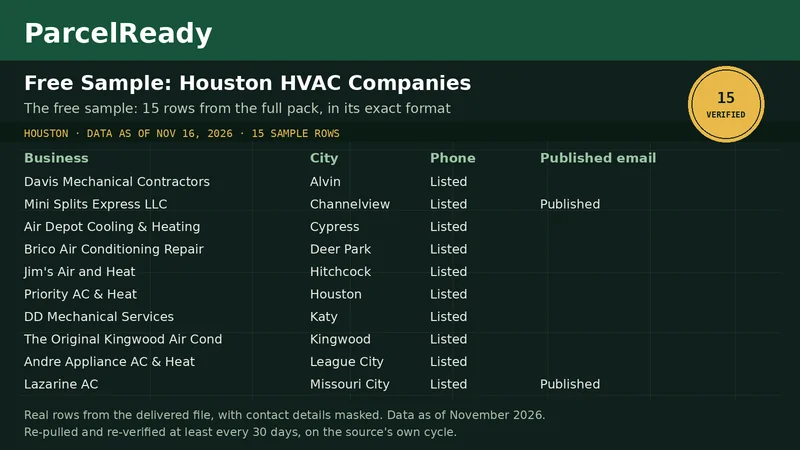 ParcelReady
Free Sample: Houston HVAC Companies
The free sample: 15 rows from the full pack, in its exact format
15
VERIFIED
HOUSTON · DATA AS OF NOV 16, 2026 · 15 SAMPLE ROWS
Business City Phone Published email
Davis Mechanical Contractors Alvin Listed
Mini Splits Express LLC Channelview Listed Published
Air Depot Cooling & Heating Cypress Listed
Brico Air Conditioning Repair Deer Park Listed
Jim's Air and Heat Hitchcock Listed
Priority AC & Heat Houston Listed
DD Mechanical Services Katy Listed
The Original Kingwood Air Cond Kingwood Listed
Andre Appliance AC & Heat League City Listed
Lazarine AC Missouri City Listed Published
Real rows from the delivered file, with contact details masked. Data as of November 2026.
Re-pulled and re-verified at least every 30 days, on the source's own cycle.